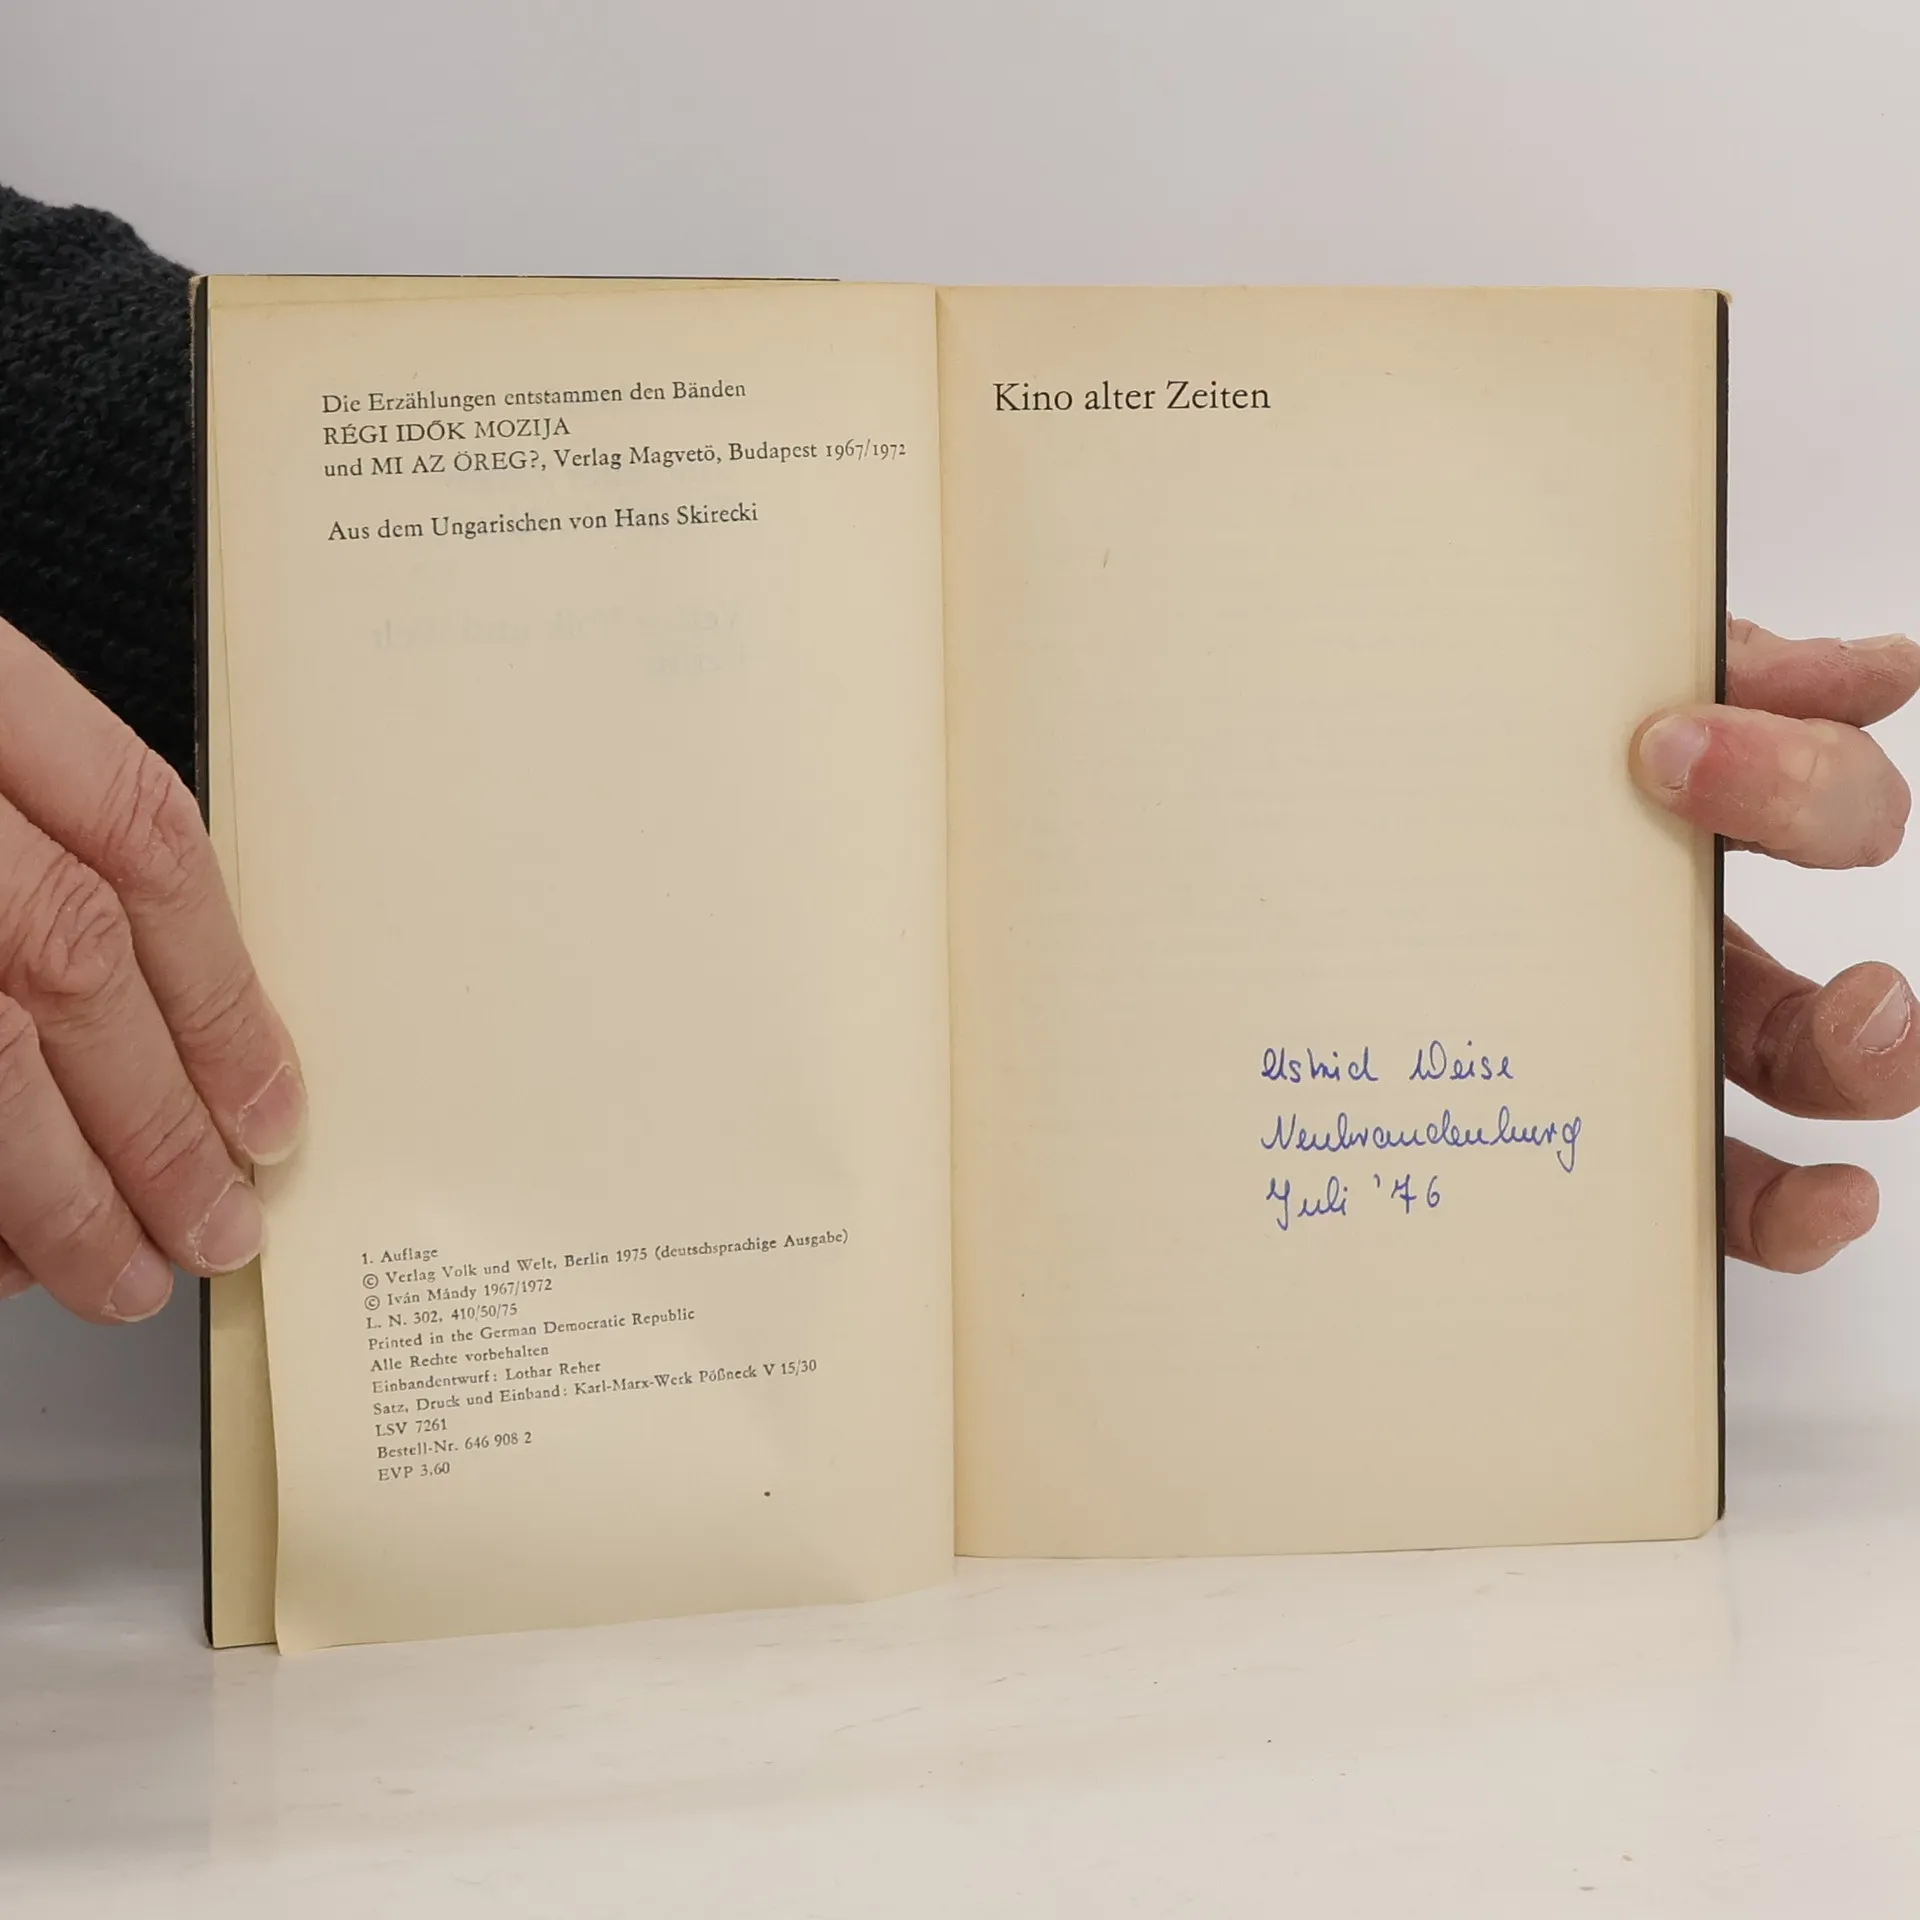 Die Erzählungen entstammen den Bänden
RÉGI IDŐK MOZIJA
und MI AZ ÖREG?, Verlag Magvetö, Budapest 1967/1972
Aus dem Ungarischen von Hans Skirecki
1. Auflage
© Verlag Volk und Welt, Berlin 1975 (deutschsprachige Ausgabe)
© Iván Mándy 1967/1972
L. N. 302, 410/50/75
Printed in the German Democratic Republic
Alle Rechte vorbehalten
Einbandentwurf: Lothar Reher
Satz, Druck und Einband: Karl-Marx-Werk Pößneck V 15/30
LSV 7261
Bestell-Nr. 646 908 2
EVP 3,60
Kino alter Zeiten
Astrid Weise
Neubrandenburg
Juli '76